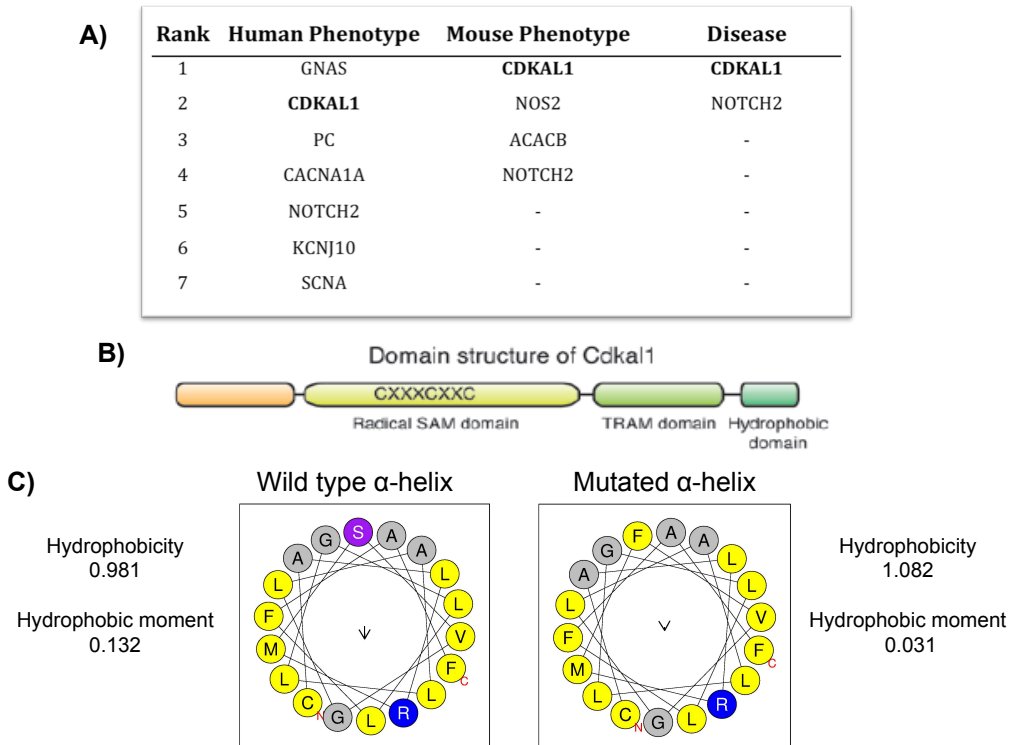 A)
Rank Human Phenotype Mouse Phenotype Disease
1 GNAS CDKAL1 CDKAL1
2 CDKAL1 NOS2 NOTCH2
3 PC ACACB -
4 CACNA1A NOTCH2 -
5 NOTCH2 - -
6 KCNJ10 - -
7 SCNA - -
B)
Domain structure of Cdkal1
CXXXCXXC
Radical SAM domain
TRAM domain
Hydrophobic
domain
C)
Wild type α-helix
Hydrophobicity
0.981
Hydrophobic moment
0.132
S
A
A
L
L
V
F
C
L
R
L
G
N
C
L
M
F
L
A
G
Mutated α-helix
F
A
A
L
L
V
F
C
L
R
L
G
N
C
L
M
F
L
A
G
Hydrophobicity
1.082
Hydrophobic moment
0.031